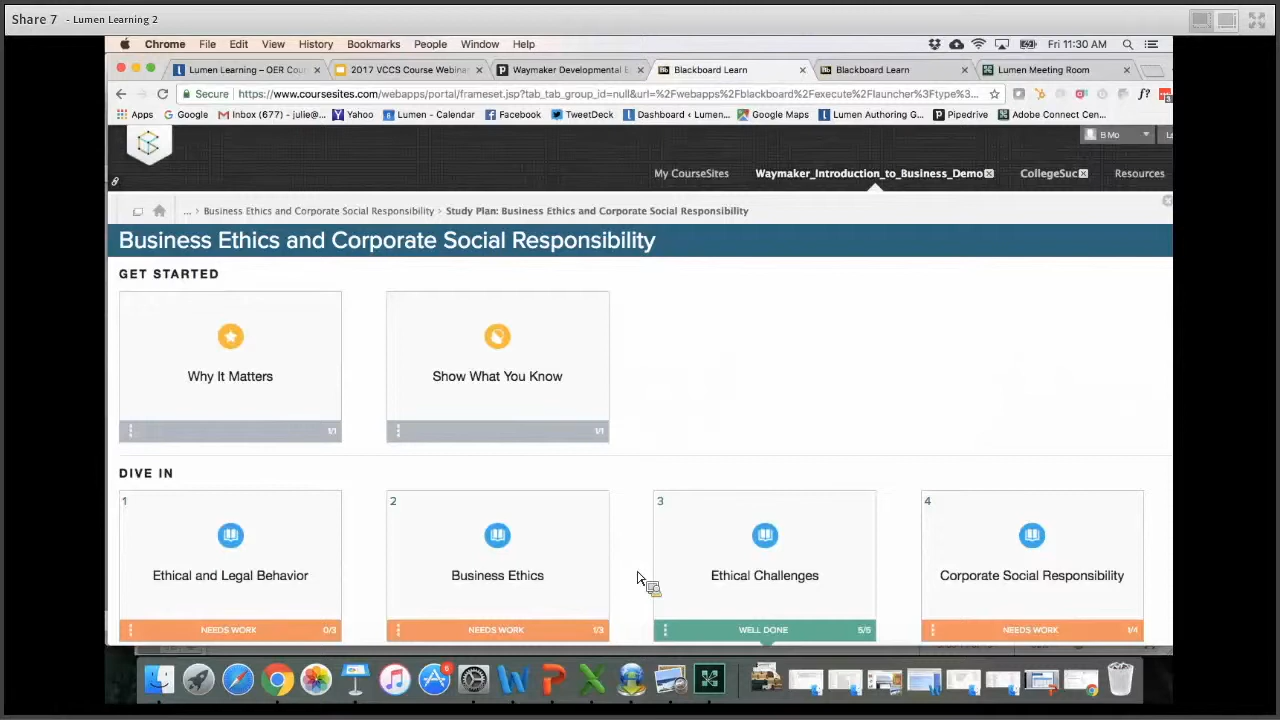 Share 7 - Lumen Learning 2
Chrome File Edit View History Bookmarks People Window Help Fri 11:30 AM
Lumen Learning – OER Cou 2017 VCCS Course Webina Waymaker Developmental E Blackboard Learn Blackboard Learn Lumen Meeting Room
Secure https://www.coursesites.com/webapps/portal/frameset.jsp?tab_tab_group_id=null&url=%2Fwebapps%2Fblackboard%2Fexecute%2Flauncher%3Ftype%3...
Apps Google Inbox (677) - julie@... Yahoo Lumen - Calendar Facebook TweetDeck Dashboard ‹ Lumen... Google Maps Lumen Authoring G... Pipedrive Adobe Connect Cen...
B Mo
My CourseSites Waymaker_Introduction_to_Business_Demo CollegeSuc Resources
... › Business Ethics and Corporate Social Responsibility › Study Plan: Business Ethics and Corporate Social Responsibility
Business Ethics and Corporate Social Responsibility
GET STARTED
Why It Matters Show What You Know
1/1 1/1
DIVE IN
1 2 3 4
Ethical and Legal Behavior Business Ethics Ethical Challenges Corporate Social Responsibility
NEEDS WORK 0/3 NEEDS WORK 1/3 WELL DONE 5/5 NEEDS WORK 1/4